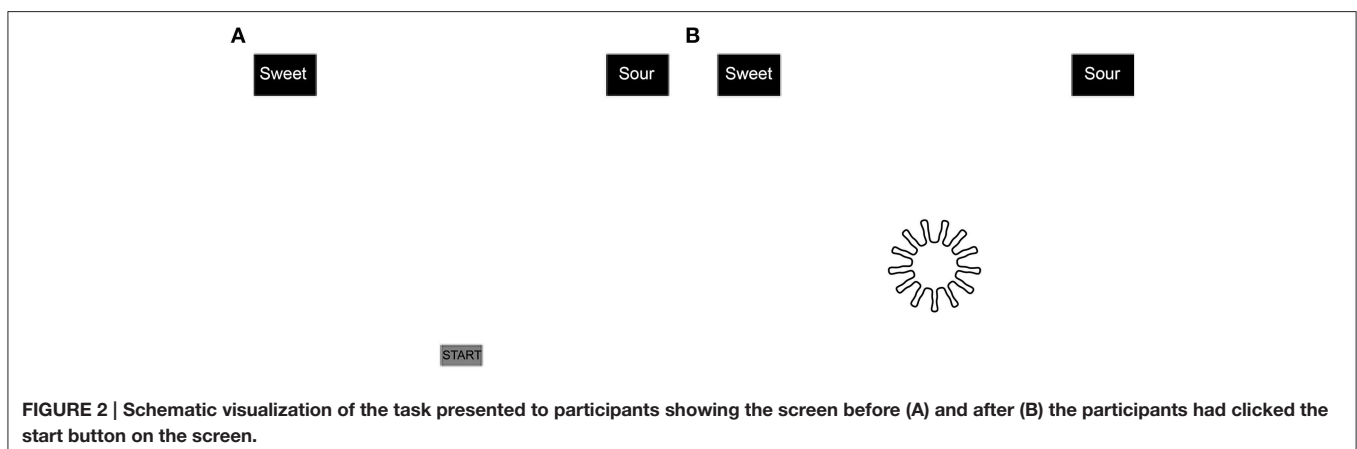 A
B
Sweet
Sour
Sweet
Sour
START
FIGURE 2 | Schematic visualization of the task presented to participants showing the screen before (A) and after (B) the participants had clicked the
start button on the screen.